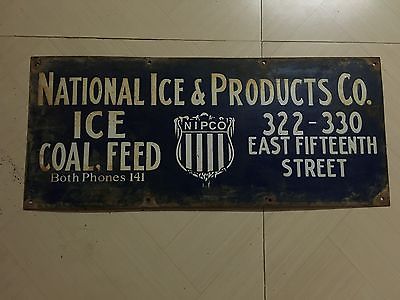 NATIONAL ICE & PRODUCTS CO.
ICE
COAL, FEED
Both Phones 141
NIPCO
322-330
EAST FIFTEENTH
STREET